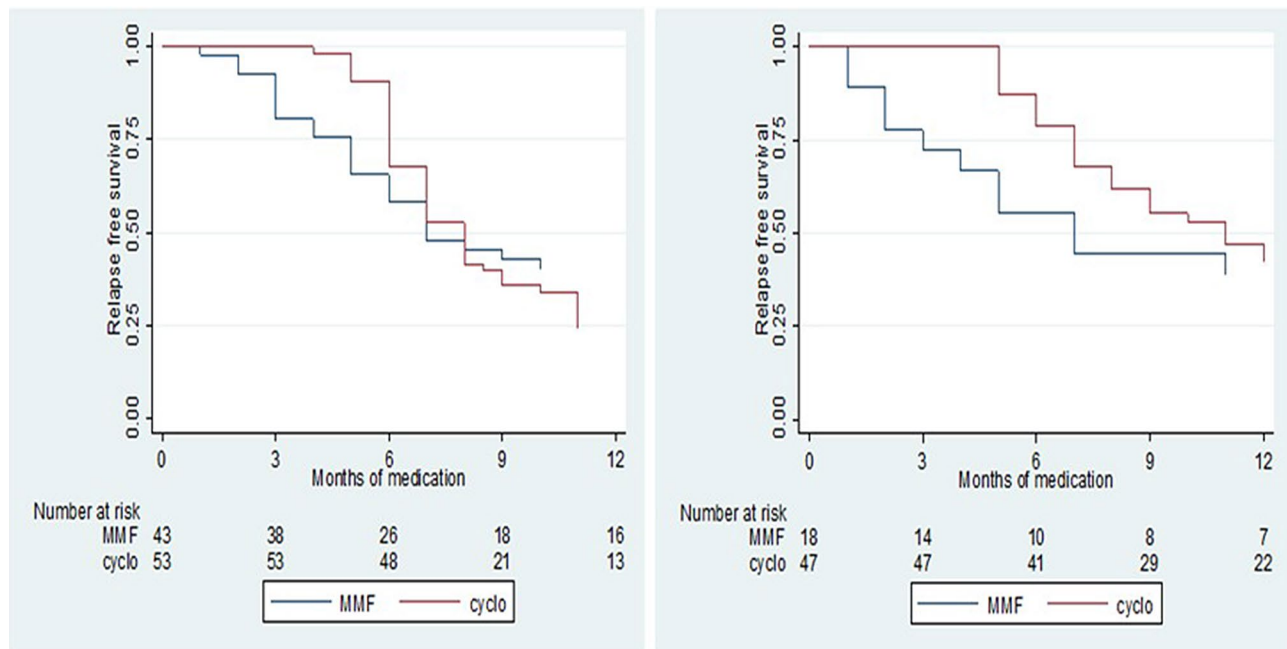 Relapse free survival
1.00
0.75
0.50
0.25
0.00
0 3 6 9 12
Months of medication
Number at risk
MMF 43 38 26 18 16
cyclo 53 53 48 21 13
MMF cyclo
Relapse free survival
1.00
0.75
0.50
0.25
0.00
0 3 6 9 12
Months of medication
Number at risk
MMF 18 14 10 8 7
cyclo 47 47 41 29 22
MMF cyclo